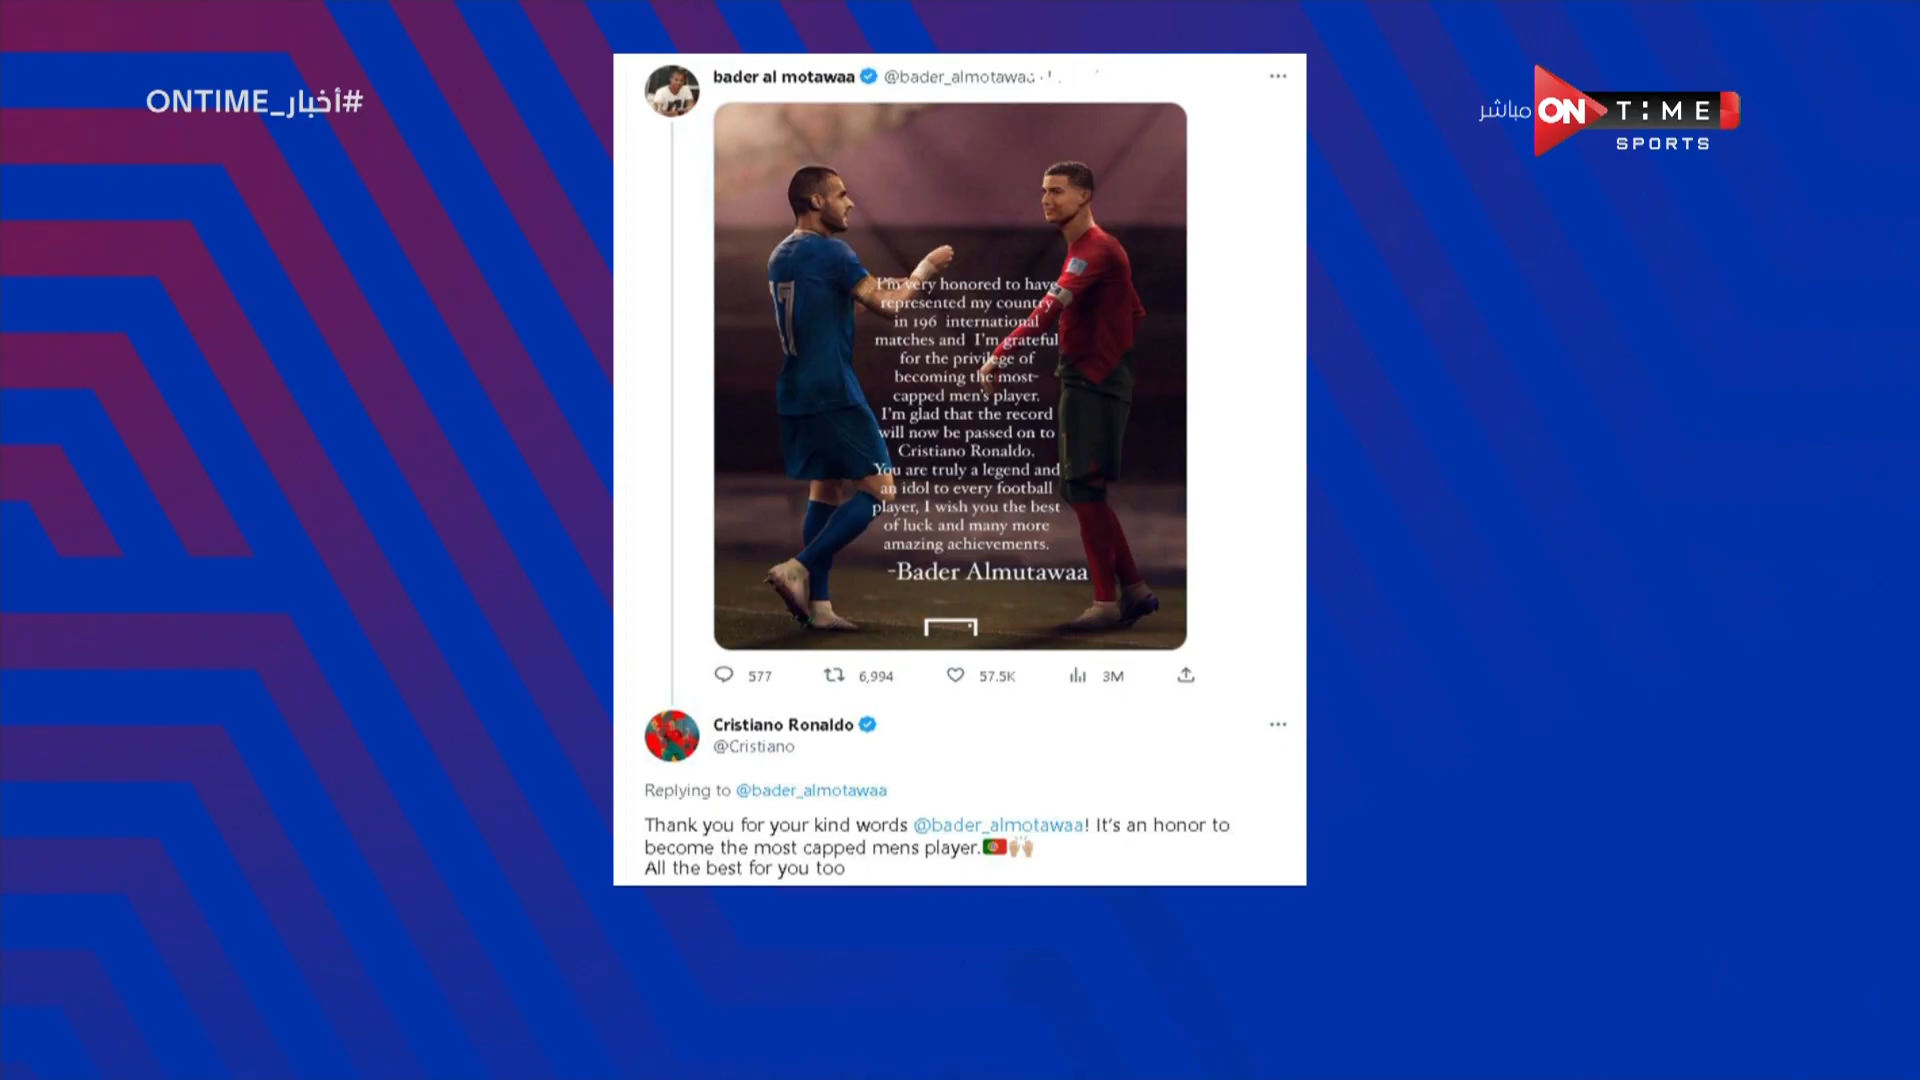 #أخبار_ONTIME
مباشر ON TIME
SPORTS
bader al motawaa @bader_almotawaa ·
17
I'm very honored to have
represented my country
in 196 international
matches and I'm grateful
for the privilege of
becoming the most-
capped men's player.
I'm glad that the record
will now be passed on to
Cristiano Ronaldo.
You are truly a legend and
an idol to every football
player, I wish you the best
of luck and many more
amazing achievements.
-Bader Almutawaa
577 6,994 57.5K 3M
Cristiano Ronaldo
@Cristiano
Replying to @bader_almotawaa
Thank you for your kind words @bader_almotawaa! It's an honor to
become the most capped mens player.🇵🇹🙌🏼
All the best for you too